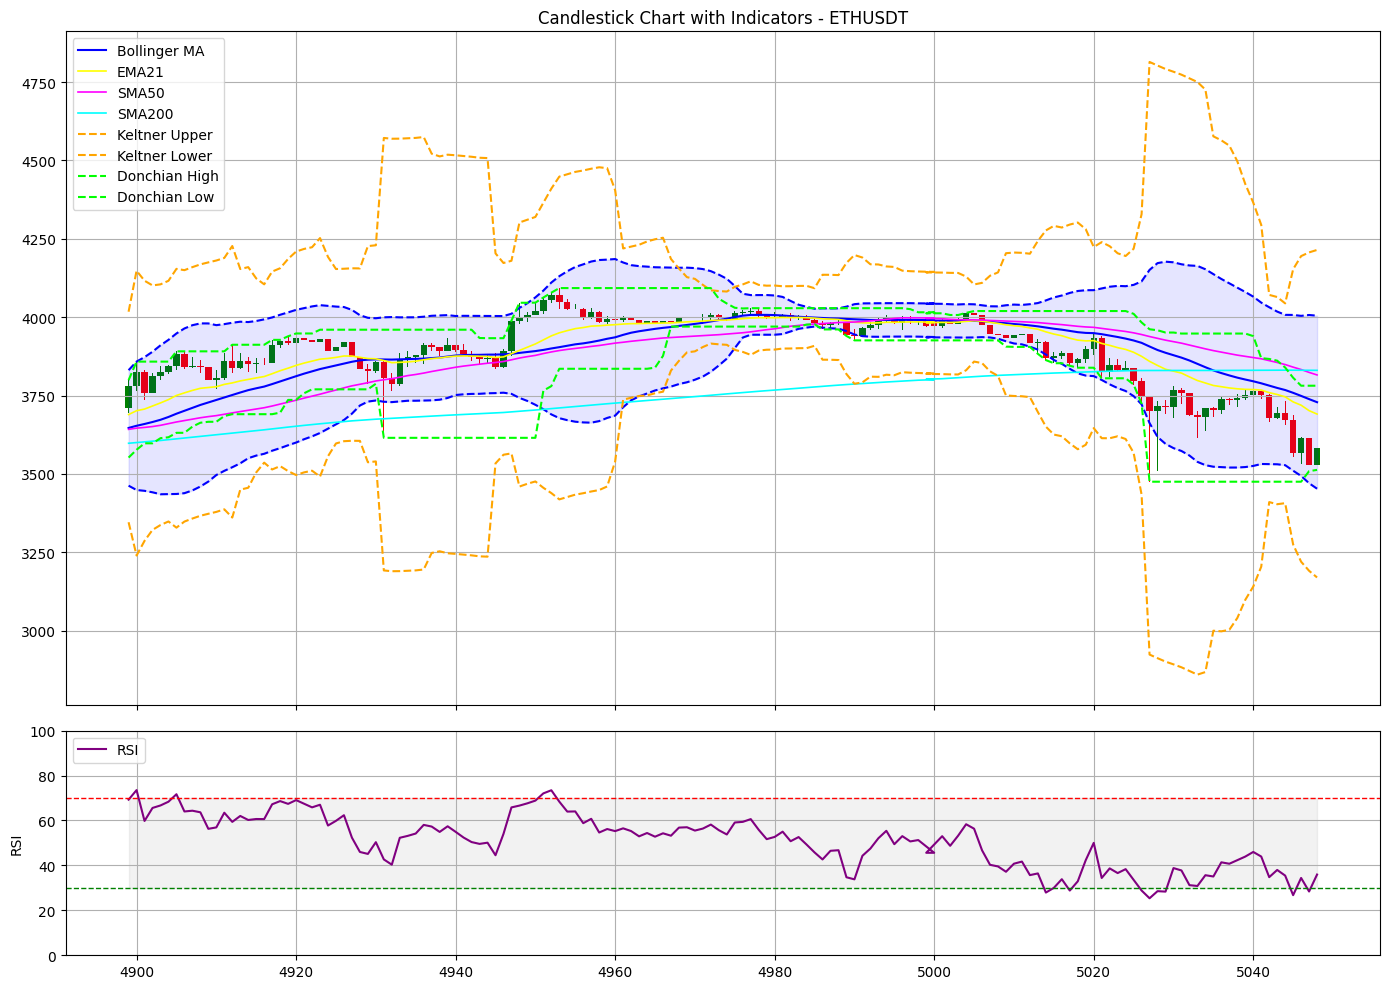 Candlestick Chart with Indicators - ETHUSDT
Bollinger MA
EMA21
SMA50
SMA200
Keltner Upper
Keltner Lower
Donchian High
Donchian Low
4750
4500
4250
4000
3750
3500
3250
3000
RSI
100
80
60
40
20
0
RSI
4900 4920 4940 4960 4980 5000 5020 5040